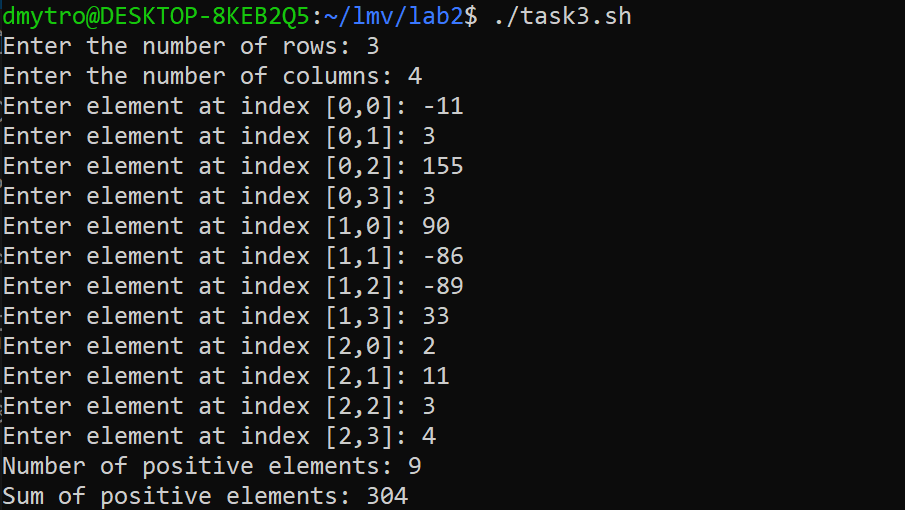 dmytro@DESKTOP-8KEB2Q5:~/lmv/lab2$ ./task3.sh
Enter the number of rows: 3
Enter the number of columns: 4
Enter element at index [0,0]: -11
Enter element at index [0,1]: 3
Enter element at index [0,2]: 155
Enter element at index [0,3]: 3
Enter element at index [1,0]: 90
Enter element at index [1,1]: -86
Enter element at index [1,2]: -89
Enter element at index [1,3]: 33
Enter element at index [2,0]: 2
Enter element at index [2,1]: 11
Enter element at index [2,2]: 3
Enter element at index [2,3]: 4
Number of positive elements: 9
Sum of positive elements: 304